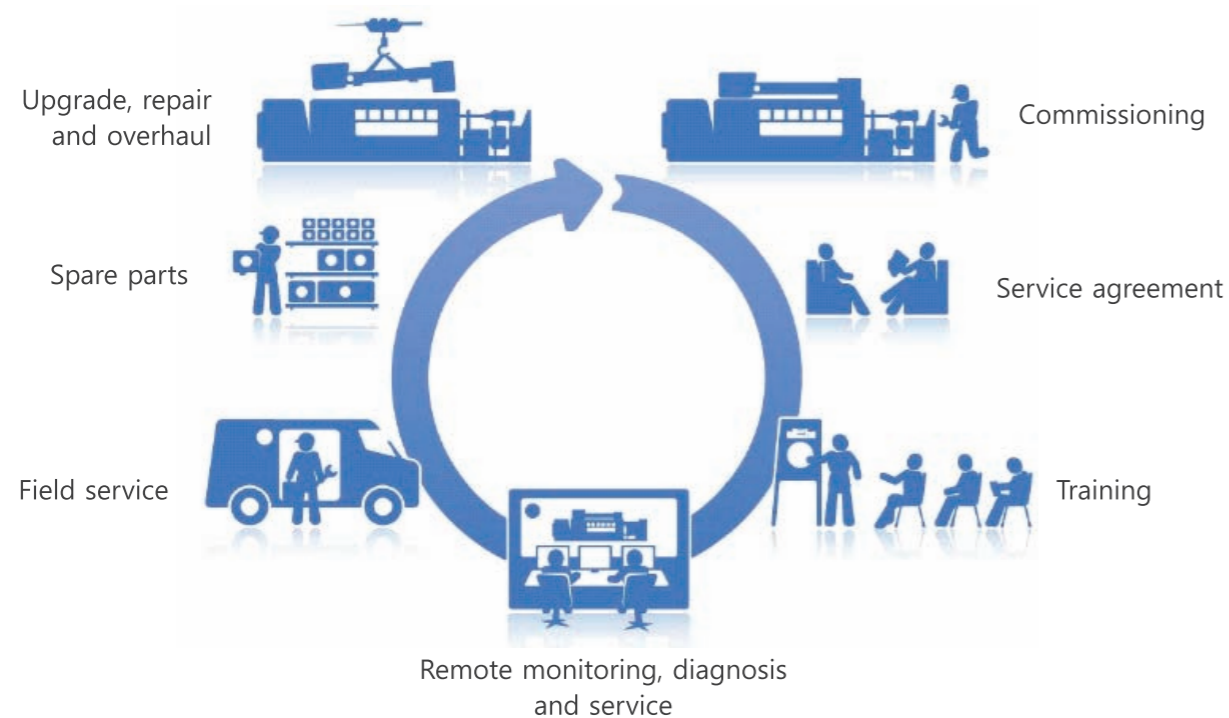 Upgrade, repair
and overhaul
Commissioning
Spare parts
Service agreement
Field service
Training
Remote monitoring, diagnosis
and service